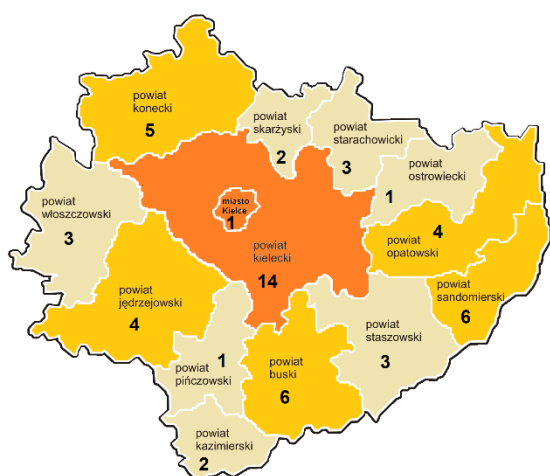 powiat
konecki
5
powiat
skarżyski
2
powiat
starachowicki
3
powiat
ostrowiecki
1
miasto
Kielce
1
powiat
włoszczowski
3
powiat
kielecki
14
4
powiat
opatowski
powiat
sandomierski
6
powiat
jędrzejowski
4
powiat
staszowski
3
1
powiat
pińczowski
powiat
buski
6
powiat
kazimierski
2